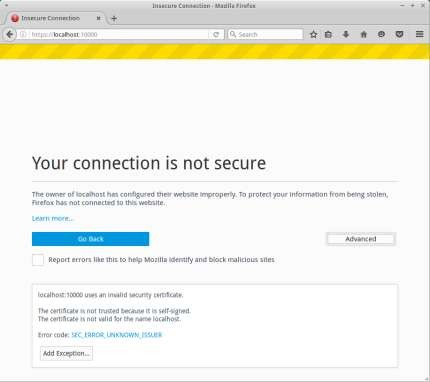 Insecure Connection - Mozilla Firefox
Insecure Connection
https://localhost:10000
Search
Your connection is not secure
The owner of localhost has configured their website improperly. To protect your information from being stolen,
Firefox has not connected to this website.
Learn more...
Go Back
Advanced
Report errors like this to help Mozilla identify and block malicious sites
localhost:10000 uses an invalid security certificate.
The certificate is not trusted because it is self-signed.
The certificate is not valid for the name localhost.
Error code: SEC_ERROR_UNKNOWN_ISSUER
Add Exception...